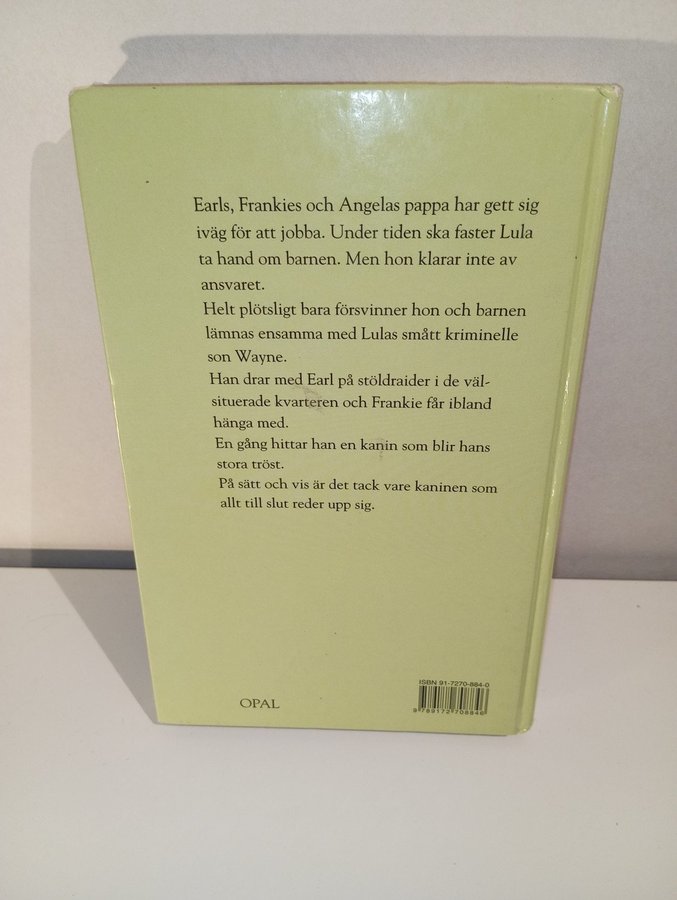 Earls, Frankies och Angelas pappa har gett sig
iväg för att jobba. Under tiden ska faster Lula
ta hand om barnen. Men hon klarar inte av
ansvaret.
Helt plötsligt bara försvinner hon och barnen
lämnas ensamma med Lulas smått kriminelle
son Wayne.
Han drar med Earl på stöldraider i de väl-
situerade kvarteren och Frankie får ibland
hänga med.
En gång hittar han en kanin som blir hans
stora tröst.
På sätt och vis är det tack vare kaninen som
allt till slut reder upp sig.
ISBN 91-7270-884-0
OPAL
9 789172 708846